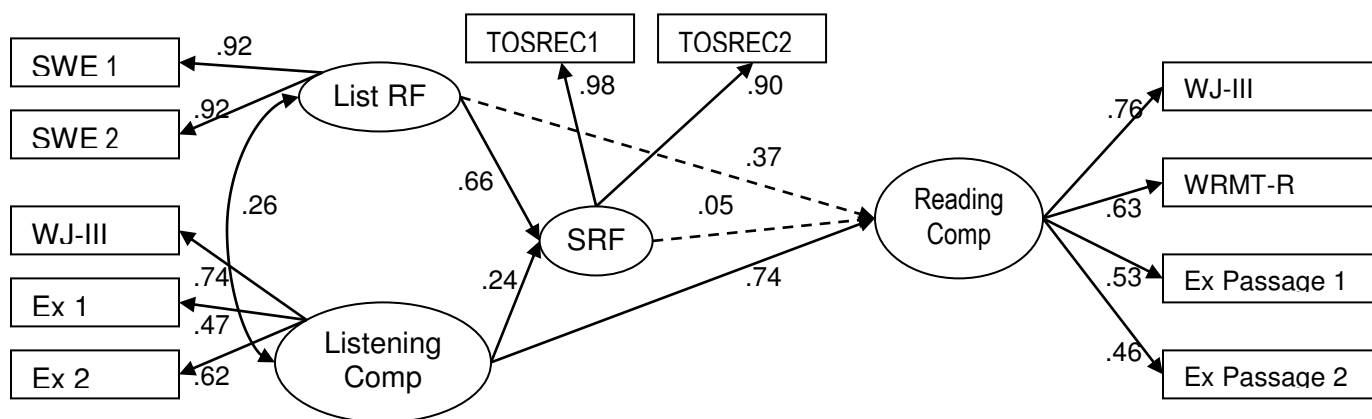 TOSREC1
TOSREC2
SWE 1
.92
List RF
.98
.90
WJ-III
SWE 2
.92
.76
.37
WRMT-R
.66
.63
.26
.05
Reading
Comp
WJ-III
SRF
.74
.24
.74
.53
Ex Passage 1
Ex 1
.47
Listening
Comp
.46
Ex 2
.62
Ex Passage 2